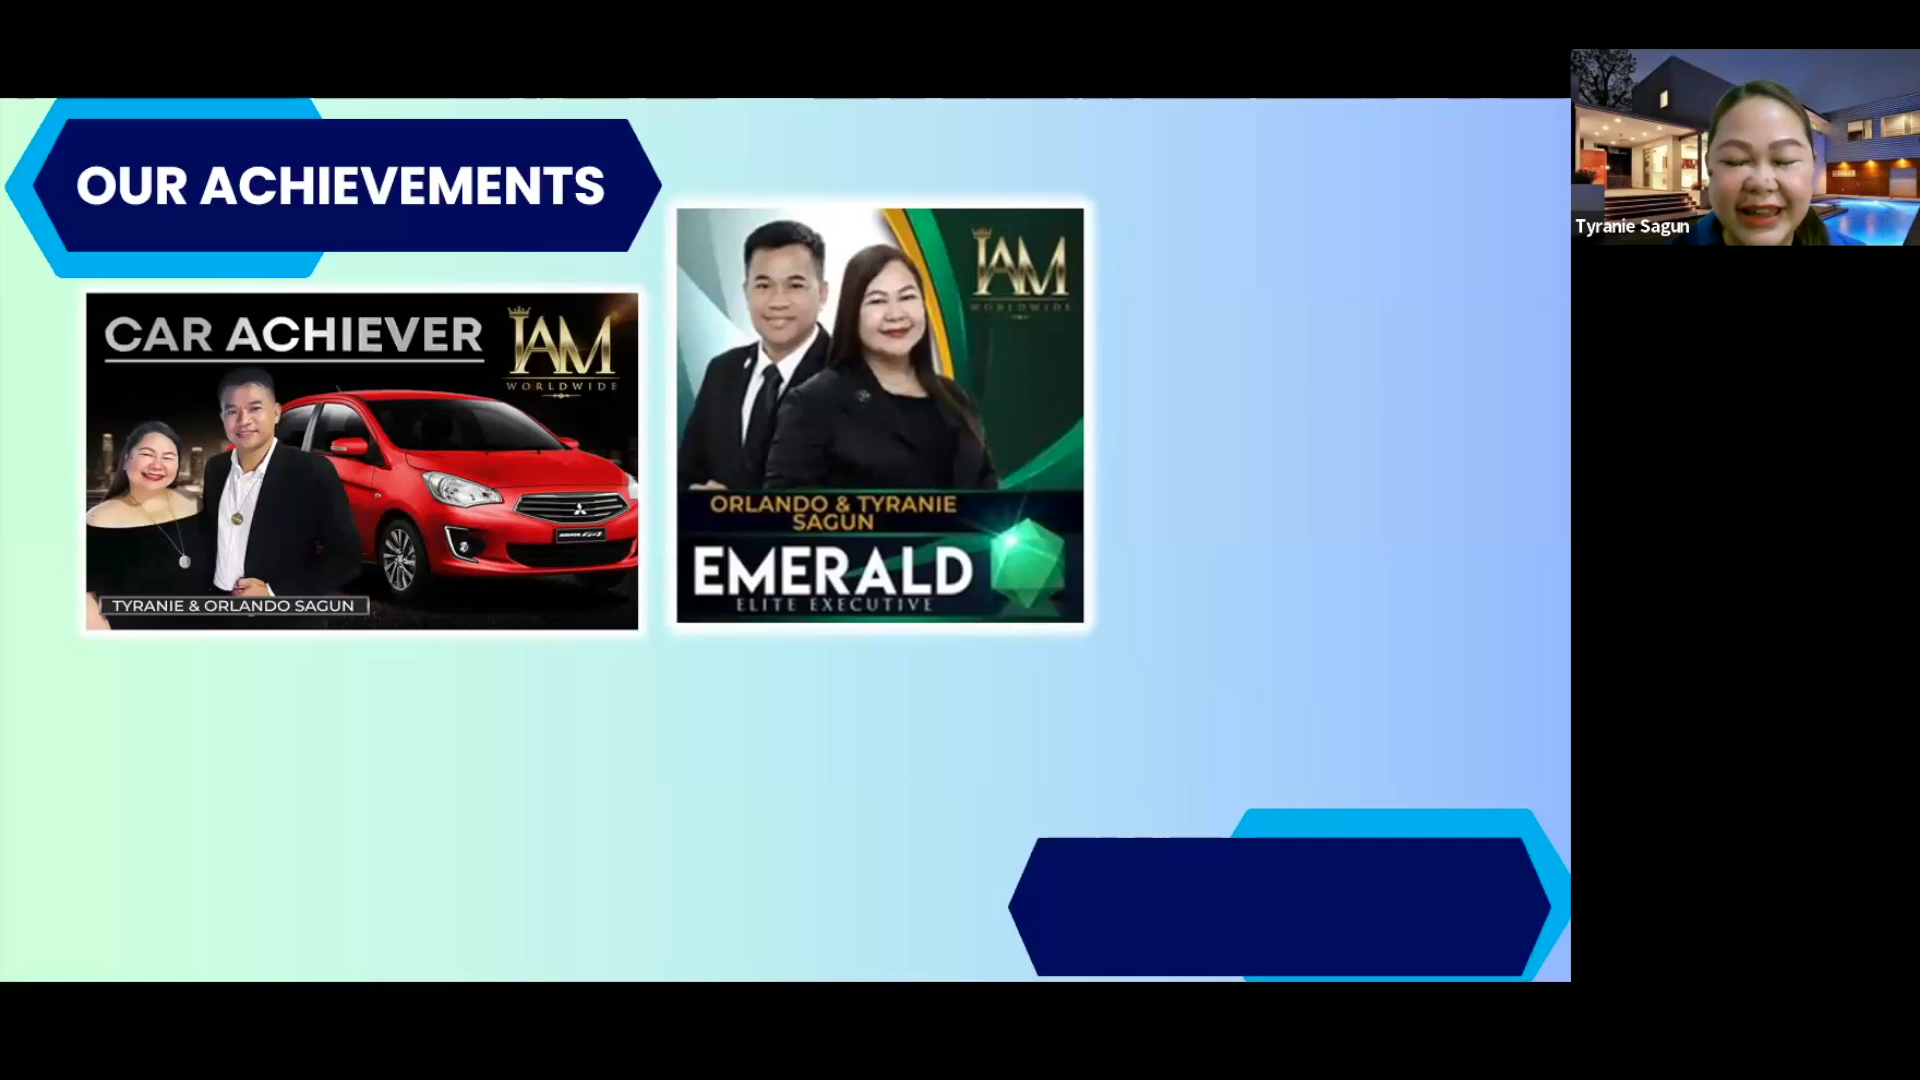 OUR ACHIEVEMENTS
CAR ACHIEVER
IAM
WORLDWIDE
TYRANIE & ORLANDO SAGUN
IAM
WORLDWIDE
ORLANDO & TYRANIE
SAGUN
EMERALD
ELITE EXECUTIVE
Tyranie Sagun